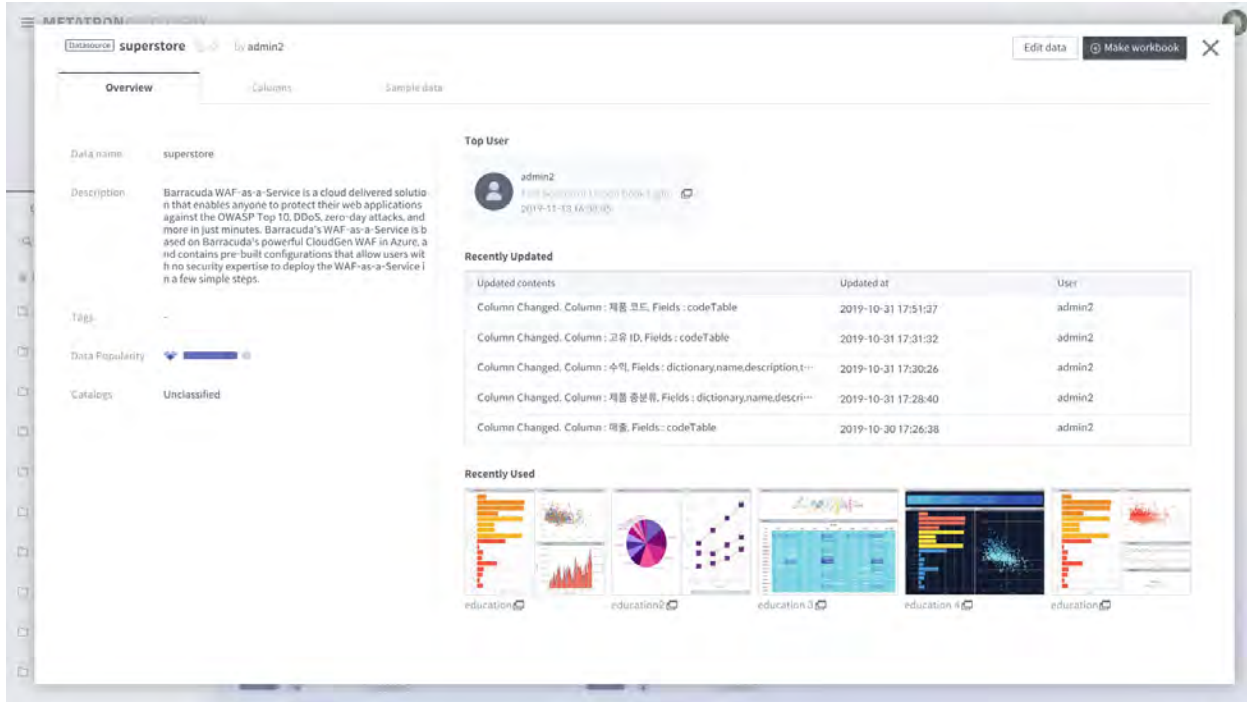 METATRON
Datasource superstore by admin2
Edit data Make workbook
Overview Columns Sample data
Data name superstore
Description Barracuda WAF-as-a-Service is a cloud delivered solutio
n that enables anyone to protect their web applications
against the OWASP Top 10, DDoS, zero-day attacks, and
more in just minutes. Barracuda's WAF-as-a-Service is b
ased on Barracuda's powerful CloudGen WAF in Azure, a
nd contains pre-built configurations that allow users wit
h no security expertise to deploy the WAF-as-a-Service i
n a few simple steps.
Tags -
Data Popularity
Catalogs Unclassified
Top User
admin2
Recently Updated
Updated contents Updated at User
Column Changed. Column : 제품 코드, Fields : codeTable 2019-10-31 17:51:37 admin2
Column Changed. Column : 고유 ID, Fields : codeTable 2019-10-31 17:31:32 admin2
Column Changed. Column : 수익, Fields : dictionary,name,description,t··· 2019-10-31 17:30:26 admin2
Column Changed. Column : 제품 중분류, Fields : dictionary,name,descri··· 2019-10-31 17:28:40 admin2
Column Changed. Column : 매출, Fields : codeTable 2019-10-30 17:26:38 admin2
Recently Used
education education2 education 3 education 4 education